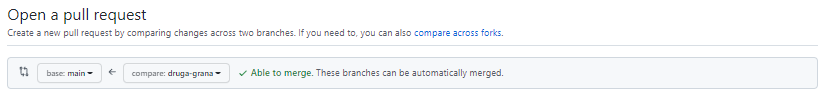 Open a pull request
Create a new pull request by comparing changes across two branches. If you need to, you can also compare across forks.
base: main compare: druga-grana Able to merge. These branches can be automatically merged.